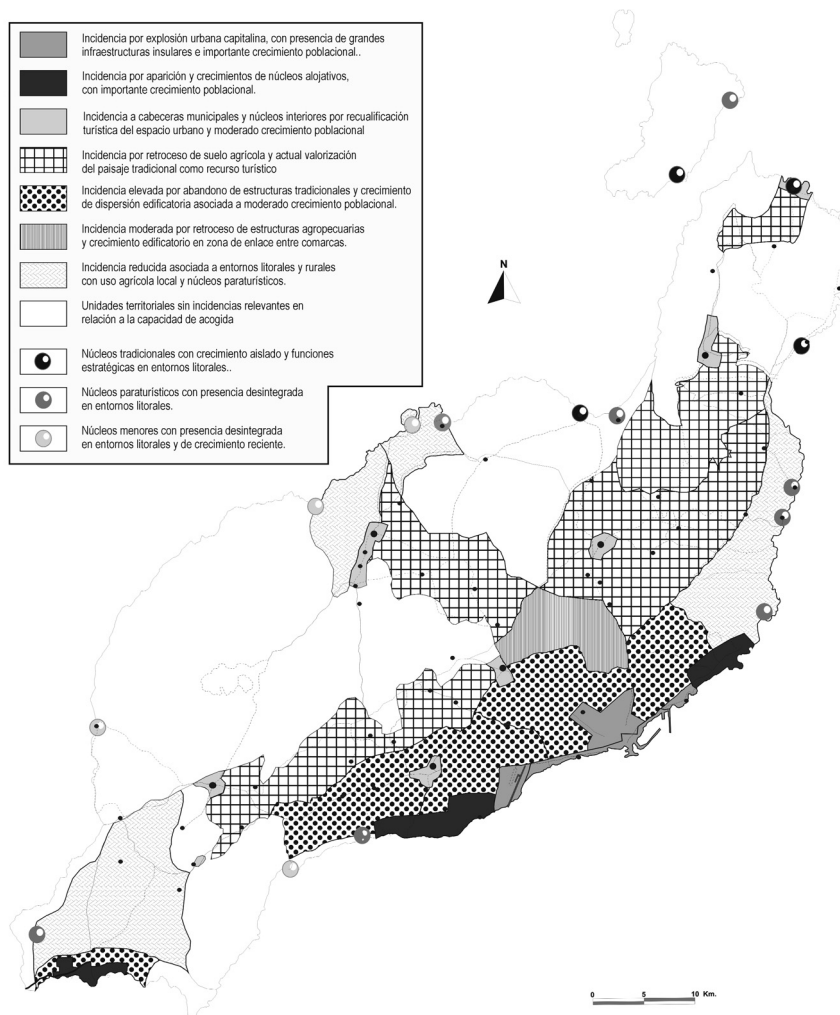 Incidencia por explosión urbana capitalina, con presencia de grandes
infraestructuras insulares e importante crecimiento poblacional..
Incidencia por aparición y crecimientos de núcleos alojativos,
con importante crecimiento poblacional.
Incidencia a cabeceras municipales y núcleos interiores por recualificación
turística del espacio urbano y moderado crecimiento poblacional
Incidencia por retroceso de suelo agrícola y actual valorización
del paisaje tradicional como recurso turístico
Incidencia elevada por abandono de estructuras tradicionales y crecimiento
de dispersión edificatoria asociada a moderado crecimiento poblacional.
Incidencia moderada por retroceso de estructuras agropecuarias
y crecimiento edificatorio en zona de enlace entre comarcas.
Incidencia reducida asociada a entornos litorales y rurales
con uso agrícola local y núcleos paraturísticos.
Unidades territoriales sin incidencias relevantes en
relación a la capacidad de acogida
Núcleos tradicionales con crecimiento aislado y funciones
estratégicas en entornos litorales..
Núcleos paraturísticos con presencia desintegrada
en entornos litorales.
Núcleos menores con presencia desintegrada
en entornos litorales y de crecimiento reciente.
N
0 5 10 Km.